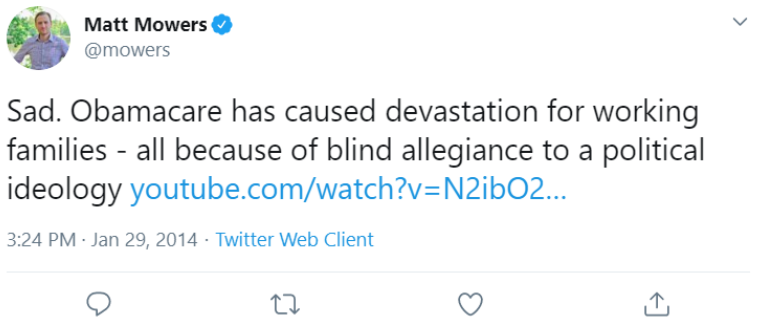 Matt Mowers
@mowers
Sad. Obamacare has caused devastation for working
families - all because of blind allegiance to a political
ideology youtube.com/watch?v=N2ibO2...
3:24 PM · Jan 29, 2014 · Twitter Web Client